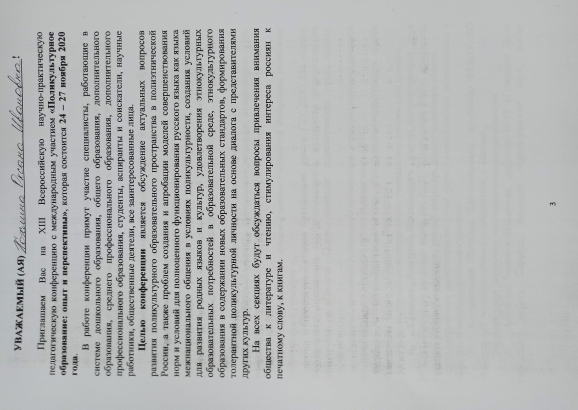 УВАЖАЕМЫЙ (АЯ) Оксана Ивановна!
Приглашаем Вас на XIII Всероссийскую научно-практическую
педагогическую конференцию с международным участием «Поликультурное
образование: опыт и перспективы», которая состоится 24 – 27 ноября 2020
года.
В работе конференции примут участие специалисты, работающие в
системе дошкольного образования, общего образования, дополнительного
образования, среднего профессионального образования, дополнительного
профессионального образования, студенты, аспиранты и соискатели, научные
работники, общественные деятели, все заинтересованные лица.
Целью конференции является обсуждение актуальных вопросов
развития поликультурного образовательного пространства в полиэтнической
России, а также проблем создания и апробации моделей совершенствования
норм и условий для полноценного функционирования русского языка как языка
межнационального общения в условиях поликультурности, создания условий
для развития родных языков и культур, удовлетворения этнокультурных
образовательных потребностей в образовательной среде, этнокультурного
образования в содержании новых образовательных стандартов, формирования
толерантной поликультурной личности на основе диалога с представителями
других культур.
На всех секциях будут обсуждаться вопросы привлечения внимания
общества к литературе и чтению, стимулирования интереса россиян к
печатному слову, к книгам.
3